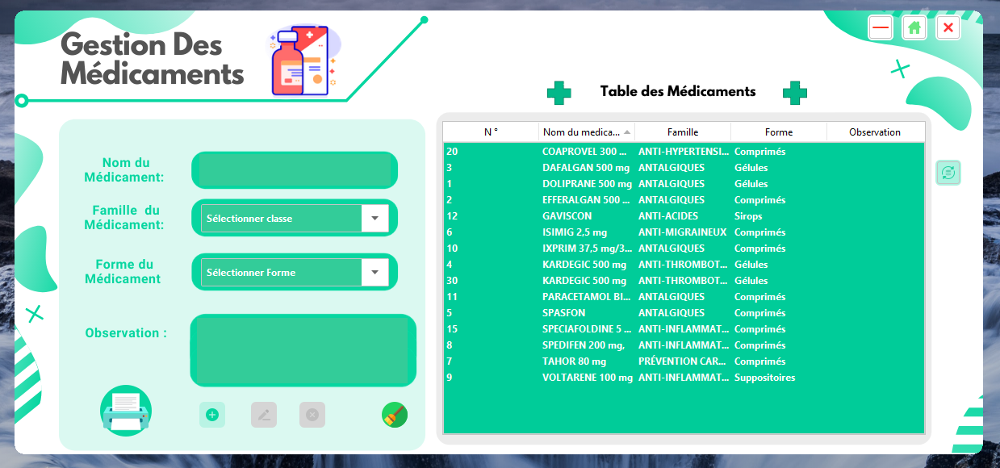 Gestion Des
Médicaments
Table des Médicaments
Nom du
Médicament:
Famille du
Médicament:
Sélectionner classe
Forme du
Médicament
Sélectionner Forme
Observation :
N ° Nom du medica... Famille Forme Observation
20 COAPROVEL 300 ... ANTI-HYPERTENSI... Comprimés
3 DAFALGAN 500 mg ANTALGIQUES Gélules
1 DOLIPRANE 500 mg ANTALGIQUES Gélules
2 EFFERALGAN 500 ... ANTALGIQUES Comprimés
12 GAVISCON ANTI-ACIDES Sirops
6 ISIMIG 2,5 mg ANTI-MIGRAINEUX Comprimés
10 IXPRIM 37,5 mg/3... ANTALGIQUES Comprimés
4 KARDEGIC 500 mg ANTI-THROMBOT... Gélules
30 KARDEGIC 500 mg ANTI-THROMBOT... Gélules
11 PARACETAMOL BI... ANTALGIQUES Comprimés
5 SPASFON ANTALGIQUES Comprimés
15 SPECIAFOLDINE 5 ... ANTI-INFLAMMAT... Comprimés
8 SPEDIFEN 200 mg, ANTI-INFLAMMAT... Comprimés
7 TAHOR 80 mg PRÉVENTION CAR... Comprimés
9 VOLTARENE 100 mg ANTI-INFLAMMAT... Suppositoires